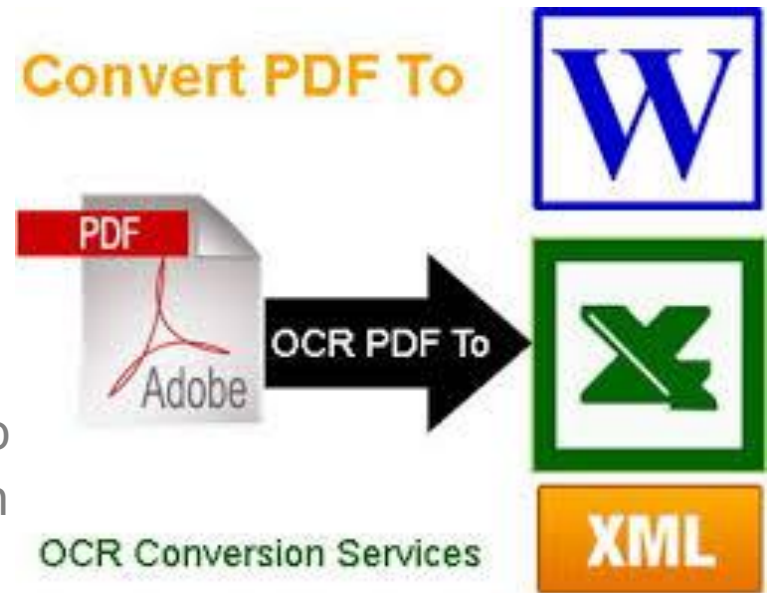 Convert PDF To
W
PDF
OCR PDF To
Adobe
X
OCR Conversion Services
XML